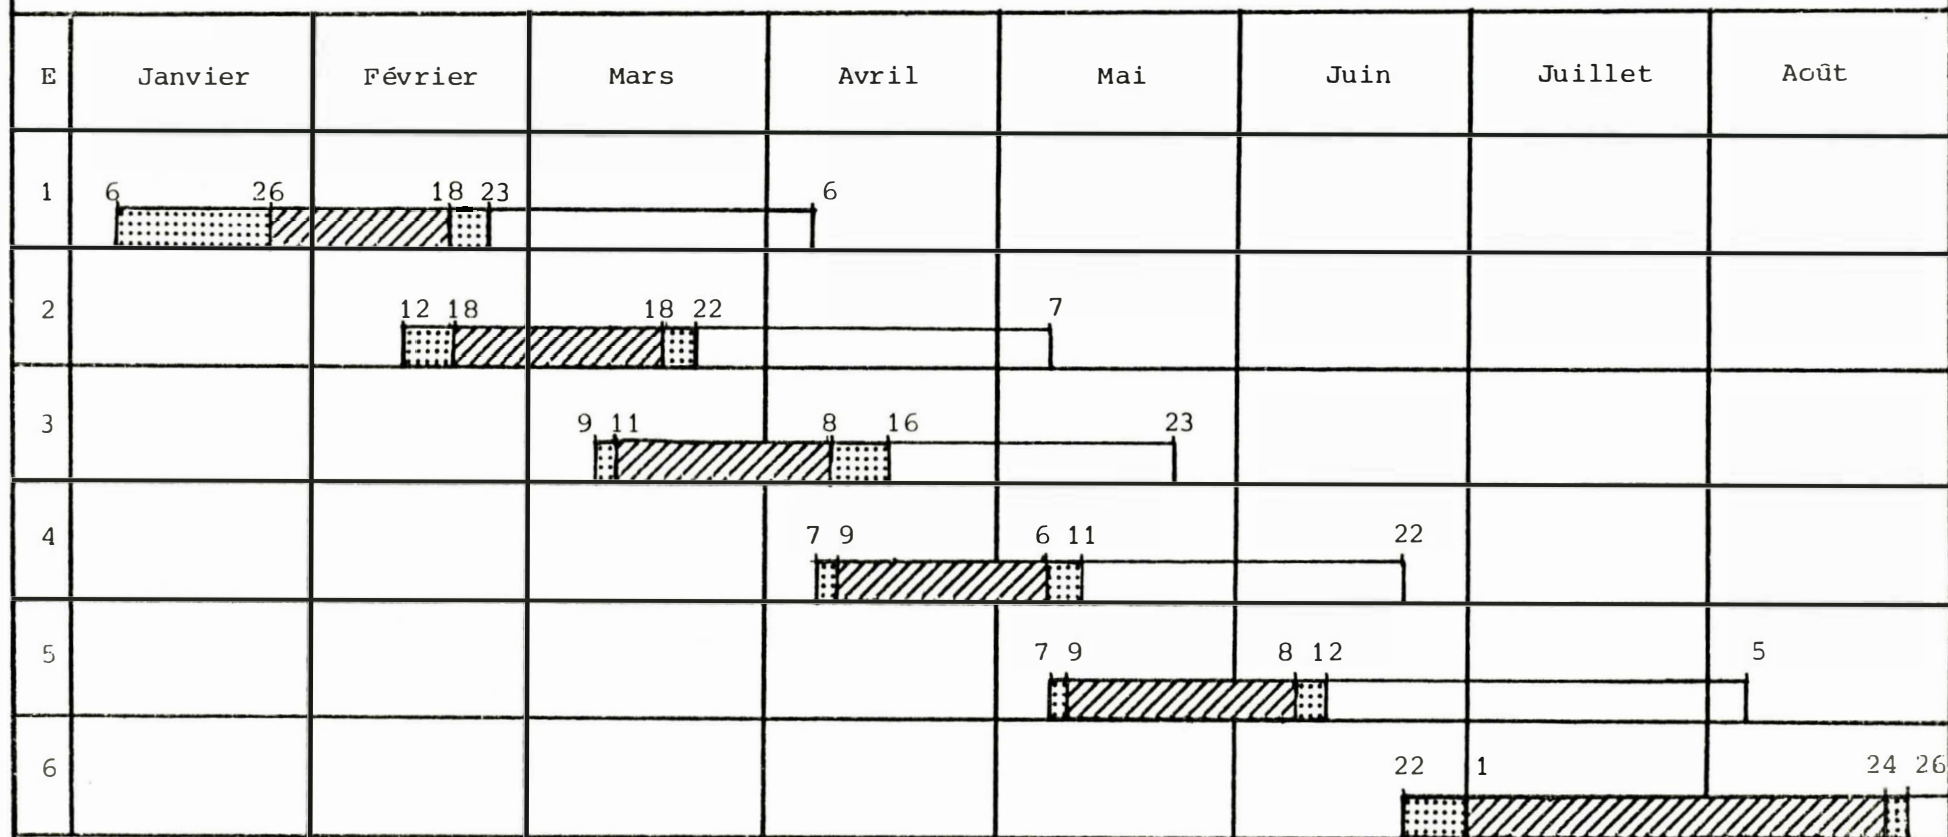 E Janvier Février Mars Avril Mai Juin Juillet Août
1 6 26 18 23 6
2 12 18 18 22 7
3 9 11 8 16 23
4 7 9 6 11 22
5 7 9 8 12 5
6 22 1 24 26